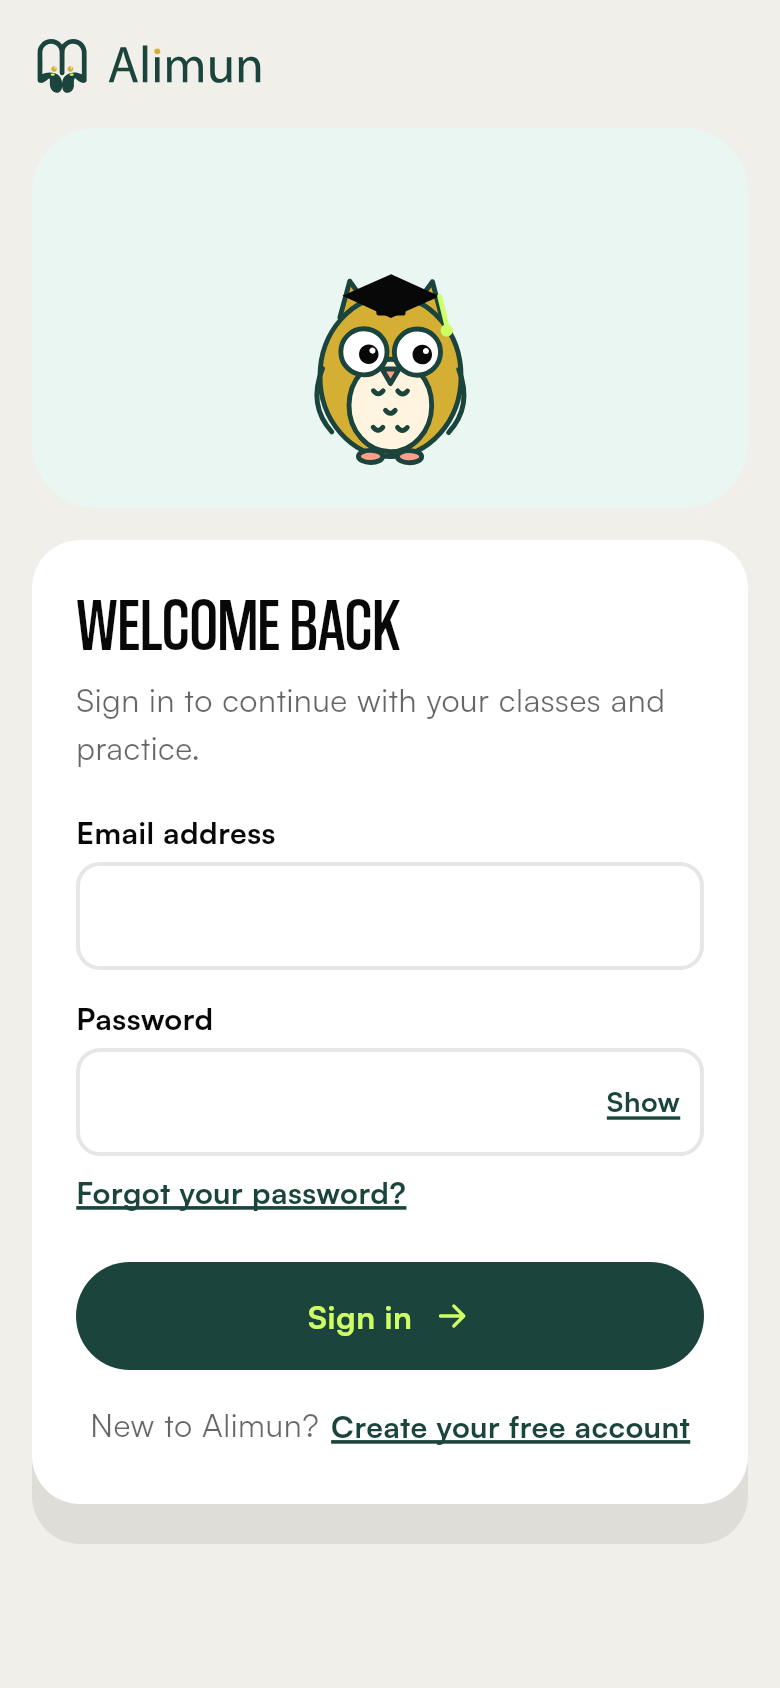 Alimun
WELCOME BACK
Sign in to continue with your classes and
practice.
Email address
Password
Show
Forgot your password?
Sign in
New to Alimun? Create your free account